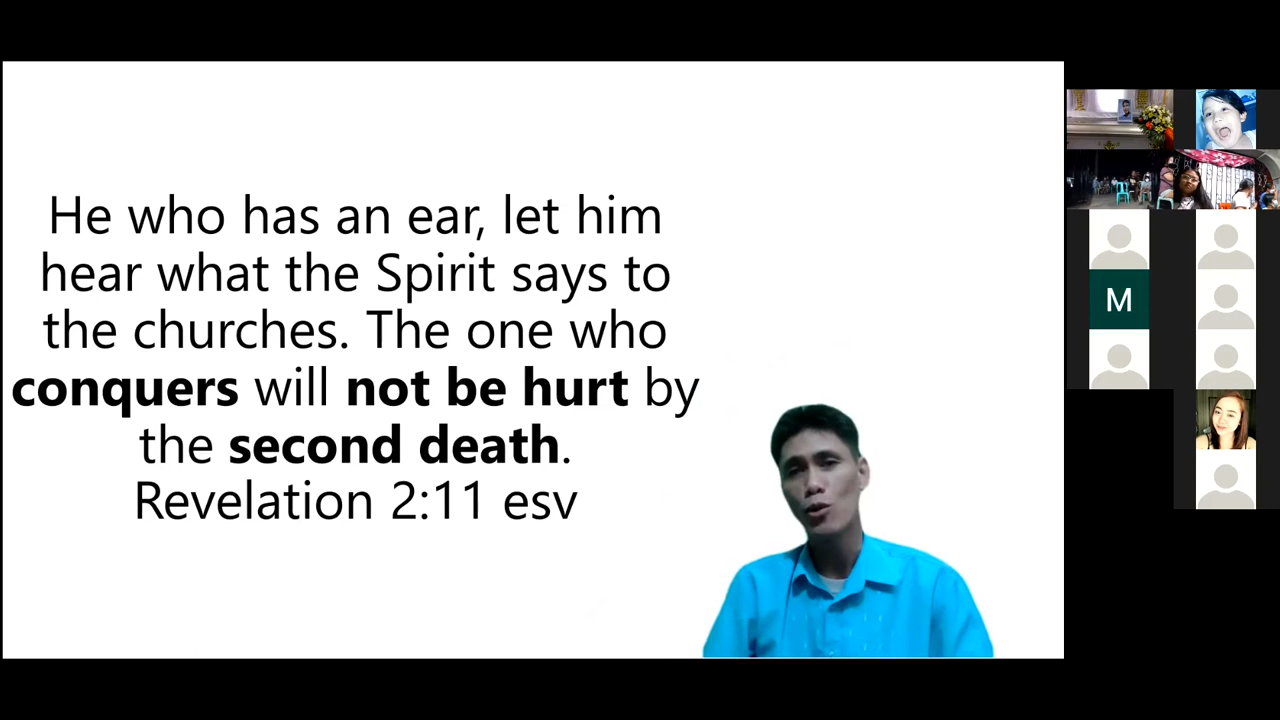 He who has an ear, let him
hear what the Spirit says to
the churches. The one who
conquers will not be hurt by
the second death.
Revelation 2:11 esv
M